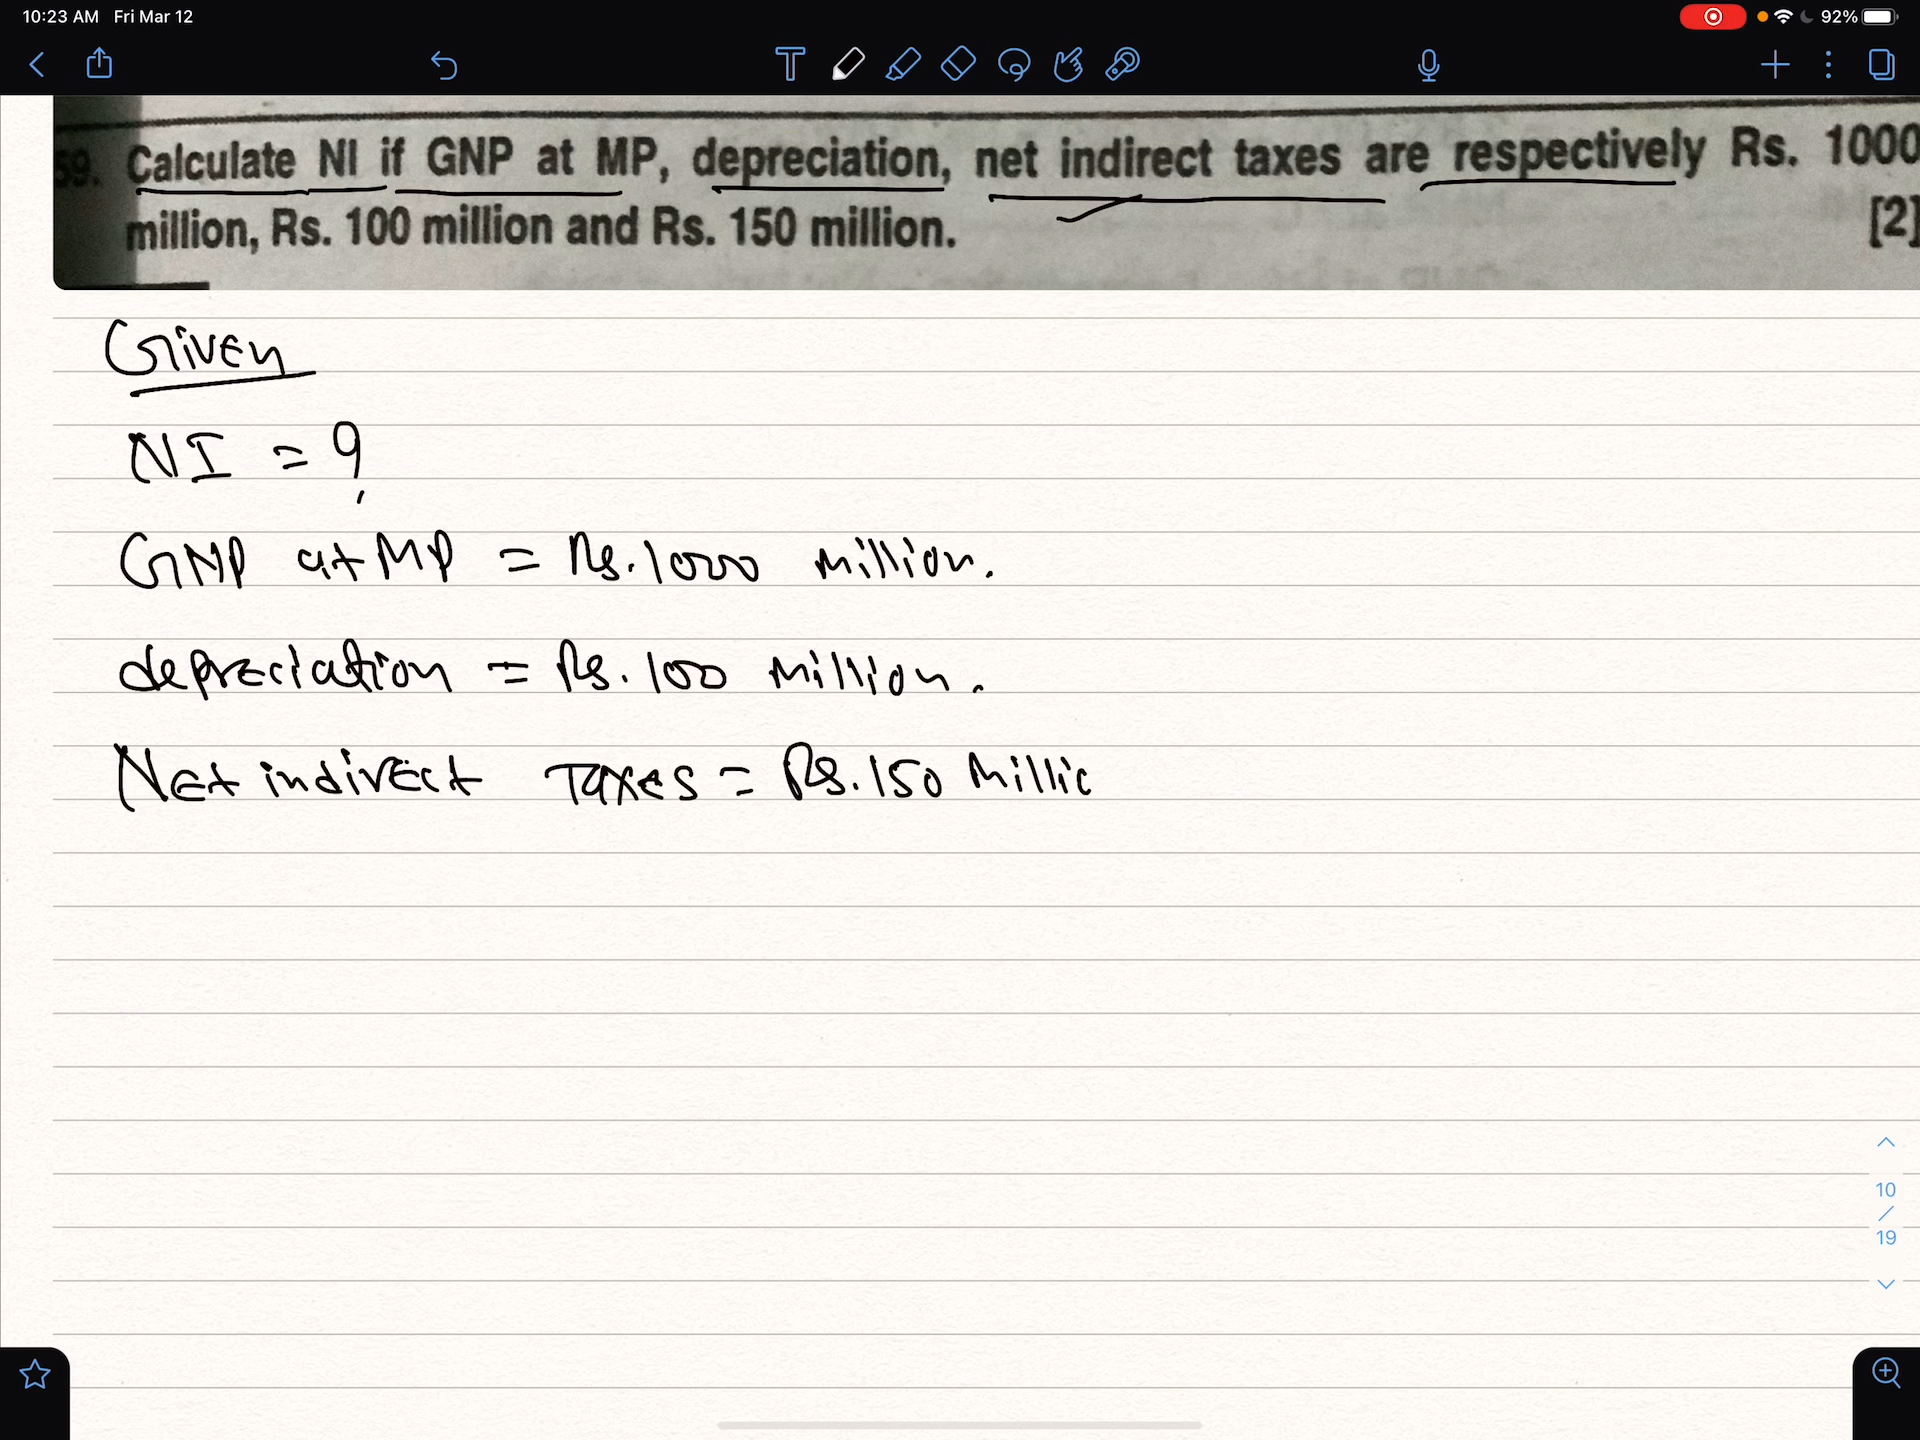 10:23 AM Fri Mar 12
92%
59. Calculate NI if GNP at MP, depreciation, net indirect taxes are respectively Rs. 1000
million, Rs. 100 million and Rs. 150 million. [2]
Given
NI = ?
GNP at MP = Rs. 1000 million.
depreciation = Rs. 100 million.
Net indirect Taxes = Rs. 150 Millic
10
/
19